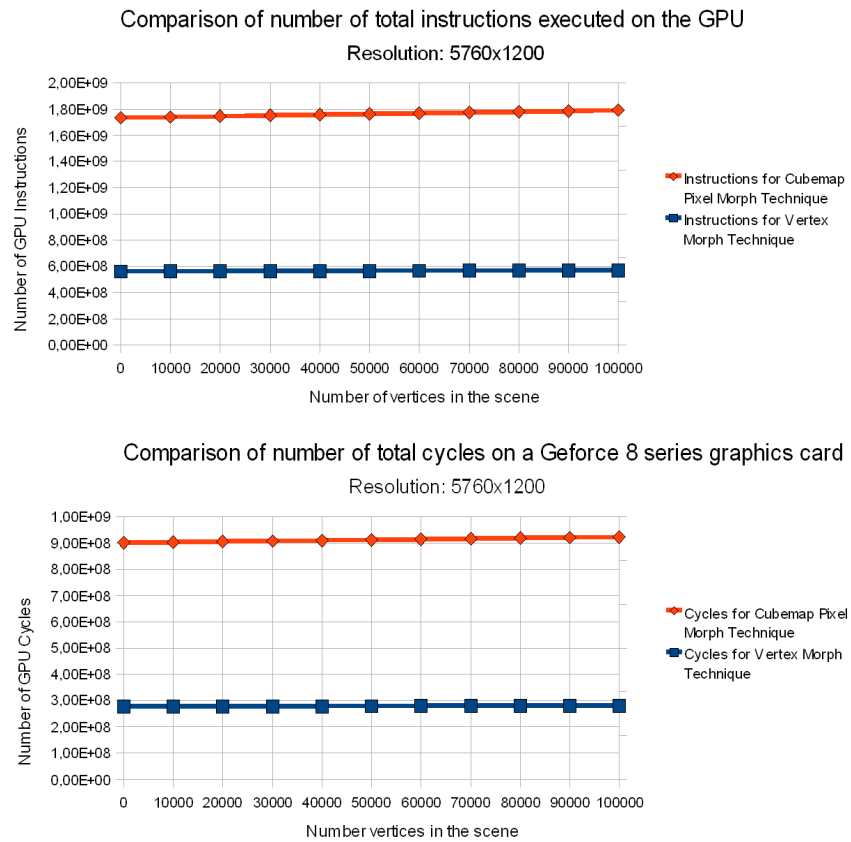 Comparison of number of total instructions executed on the GPU
Resolution: 5760x1200
Number of GPU Instructions
2,00E+09
1,80E+09
1,60E+09
1,40E+09
1,20E+09
1,00E+09
8,00E+08
6,00E+08
4,00E+08
2,00E+08
0,00E+00
0 10000 20000 30000 40000 50000 60000 70000 80000 90000 100000
Number of vertices in the scene
Instructions for Cubemap
Pixel Morph Technique
Instructions for Vertex
Morph Technique
Comparison of number of total cycles on a Geforce 8 series graphics card
Resolution: 5760x1200
Number of GPU Cycles
1,00E+09
9,00E+08
8,00E+08
7,00E+08
6,00E+08
5,00E+08
4,00E+08
3,00E+08
2,00E+08
1,00E+08
0,00E+00
0 10000 20000 30000 40000 50000 60000 70000 80000 90000 100000
Number vertices in the scene
Cycles for Cubemap Pixel
Morph Technique
Cycles for Vertex Morph
Technique